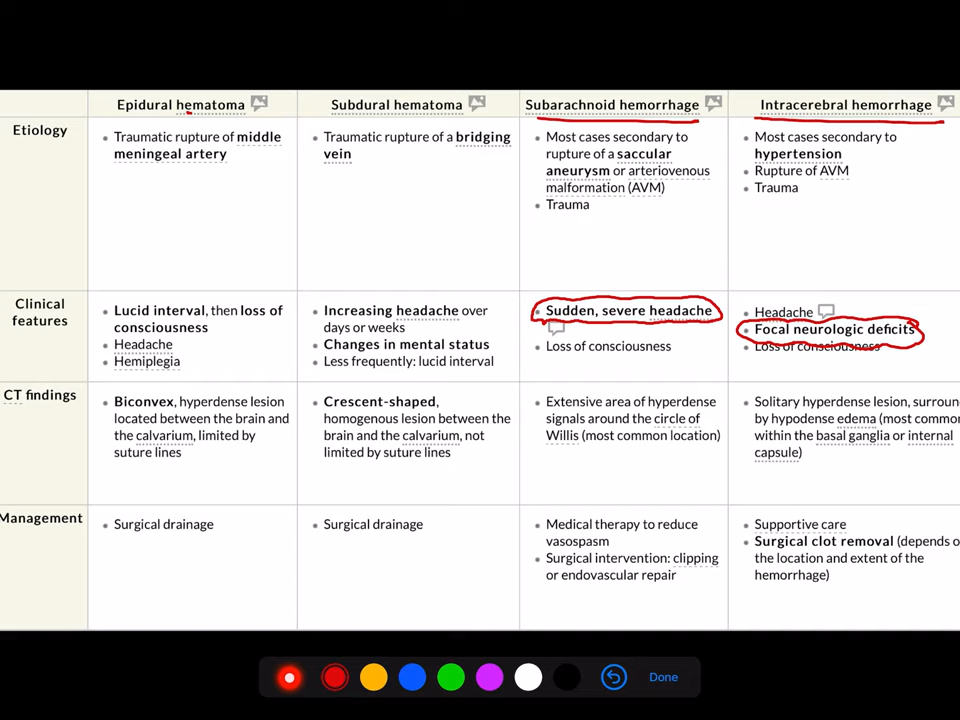 Epidural hematoma
Subdural hematoma
Subarachnoid hemorrhage
Intracerebral hemorrhage
Etiology
Traumatic rupture of middle
meningeal artery
Traumatic rupture of a bridging
vein
Most cases secondary to
rupture of a saccular
aneurysm or arteriovenous
malformation (AVM)
Trauma
Most cases secondary to
hypertension
Rupture of AVM
Trauma
Clinical
features
Lucid interval, then loss of
consciousness
Headache
Hemiplegia
Increasing headache over
days or weeks
Changes in mental status
Less frequently: lucid interval
Sudden, severe headache
Loss of consciousness
Headache
Focal neurologic deficits
Loss of consciousness
CT findings
Biconvex, hyperdense lesion
located between the brain and
the calvarium, limited by
suture lines
Crescent-shaped,
homogenous lesion between the
brain and the calvarium, not
limited by suture lines
Extensive area of hyperdense
signals around the circle of
Willis (most common location)
Solitary hyperdense lesion, surroun
by hypodense edema (most common
within the basal ganglia or internal
capsule)
Management
Surgical drainage
Surgical drainage
Medical therapy to reduce
vasospasm
Surgical intervention: clipping
or endovascular repair
Supportive care
Surgical clot removal (depends o
the location and extent of the
hemorrhage)
Done